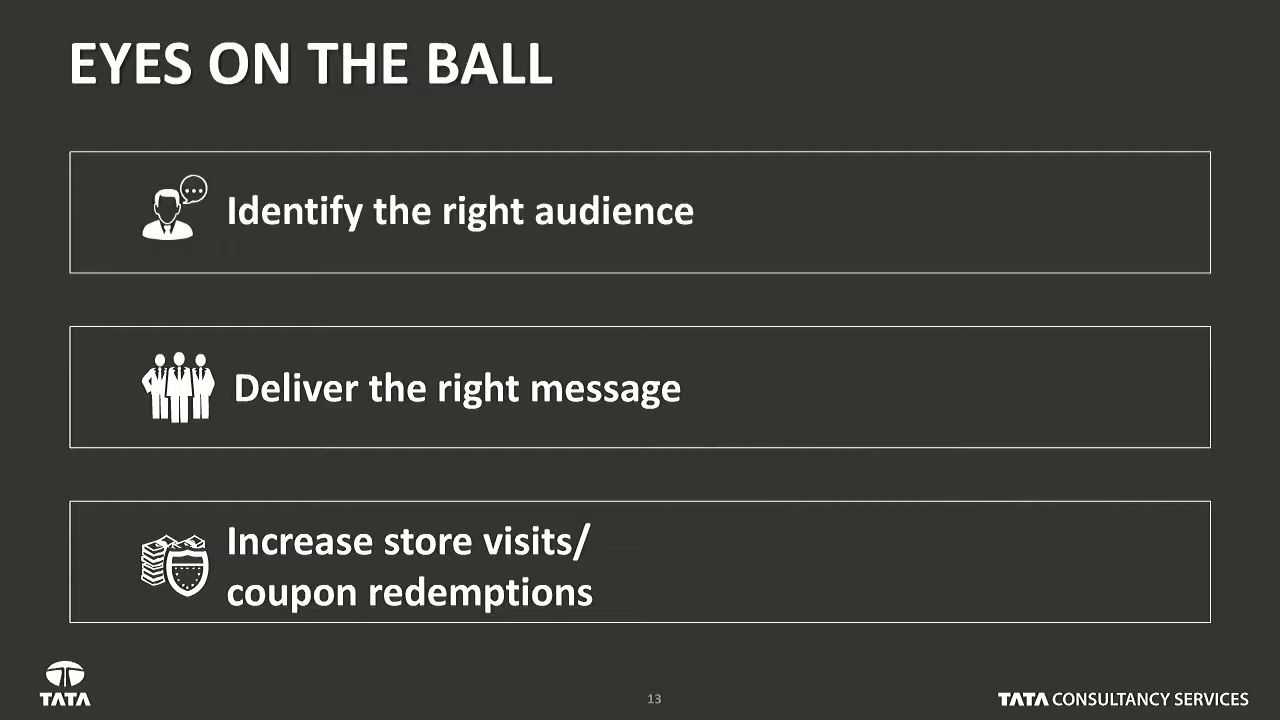 EYES ON THE BALL
Identify the right audience
Deliver the right message
Increase store visits/
coupon redemptions
TATA
13
TATA CONSULTANCY SERVICES